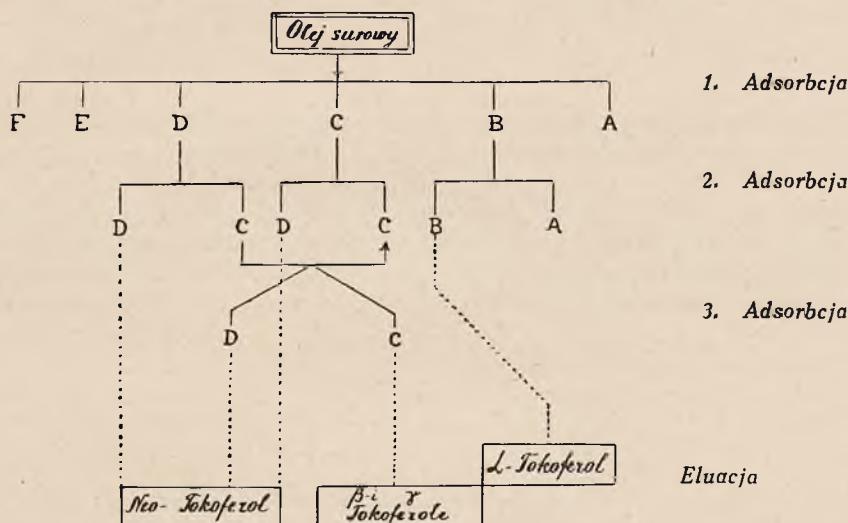 Olej surowy
1. Adsorbcja
F E D C B A
2. Adsorbcja
D C D C B A
3. Adsorbcja
D C
L-Tokoferol
Eluacja
Neo-Tokoferol
β-i γ
Tokoferole